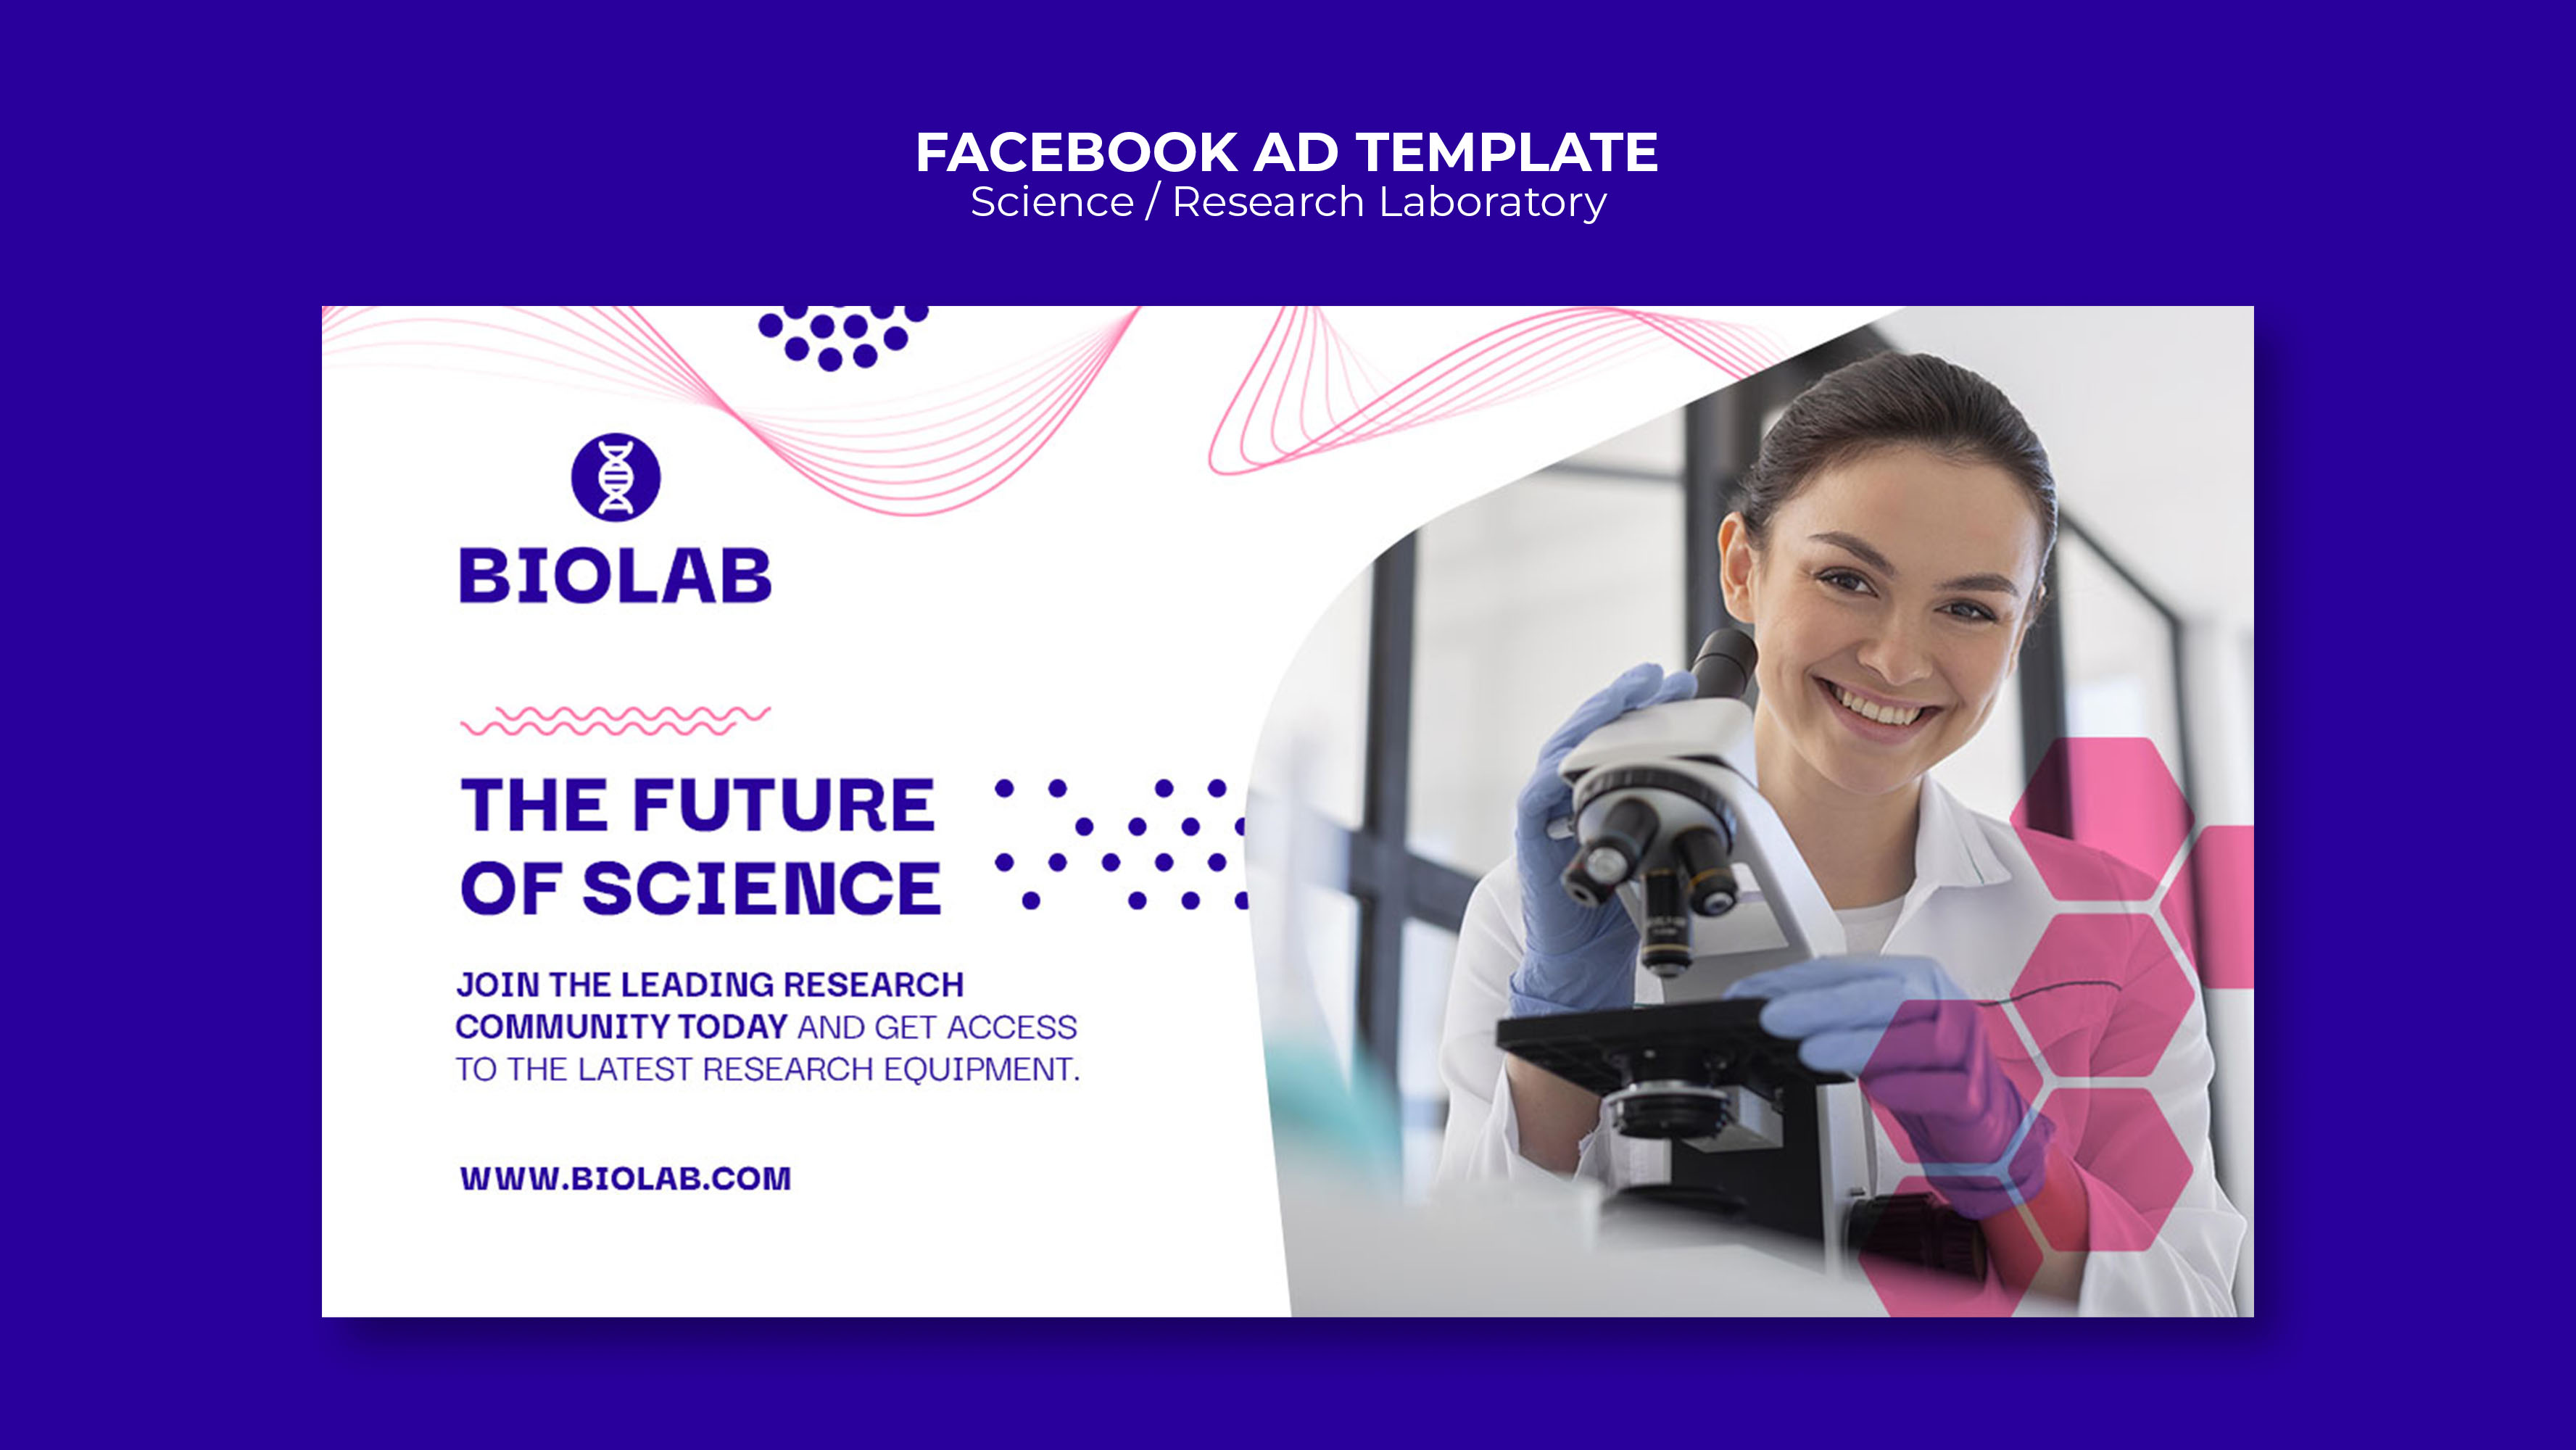 FACEBOOK AD TEMPLATE
Science / Research Laboratory
BIOLAB
THE FUTURE
OF SCIENCE
JOIN THE LEADING RESEARCH
COMMUNITY TODAY AND GET ACCESS
TO THE LATEST RESEARCH EQUIPMENT.
WWW.BIOLAB.COM